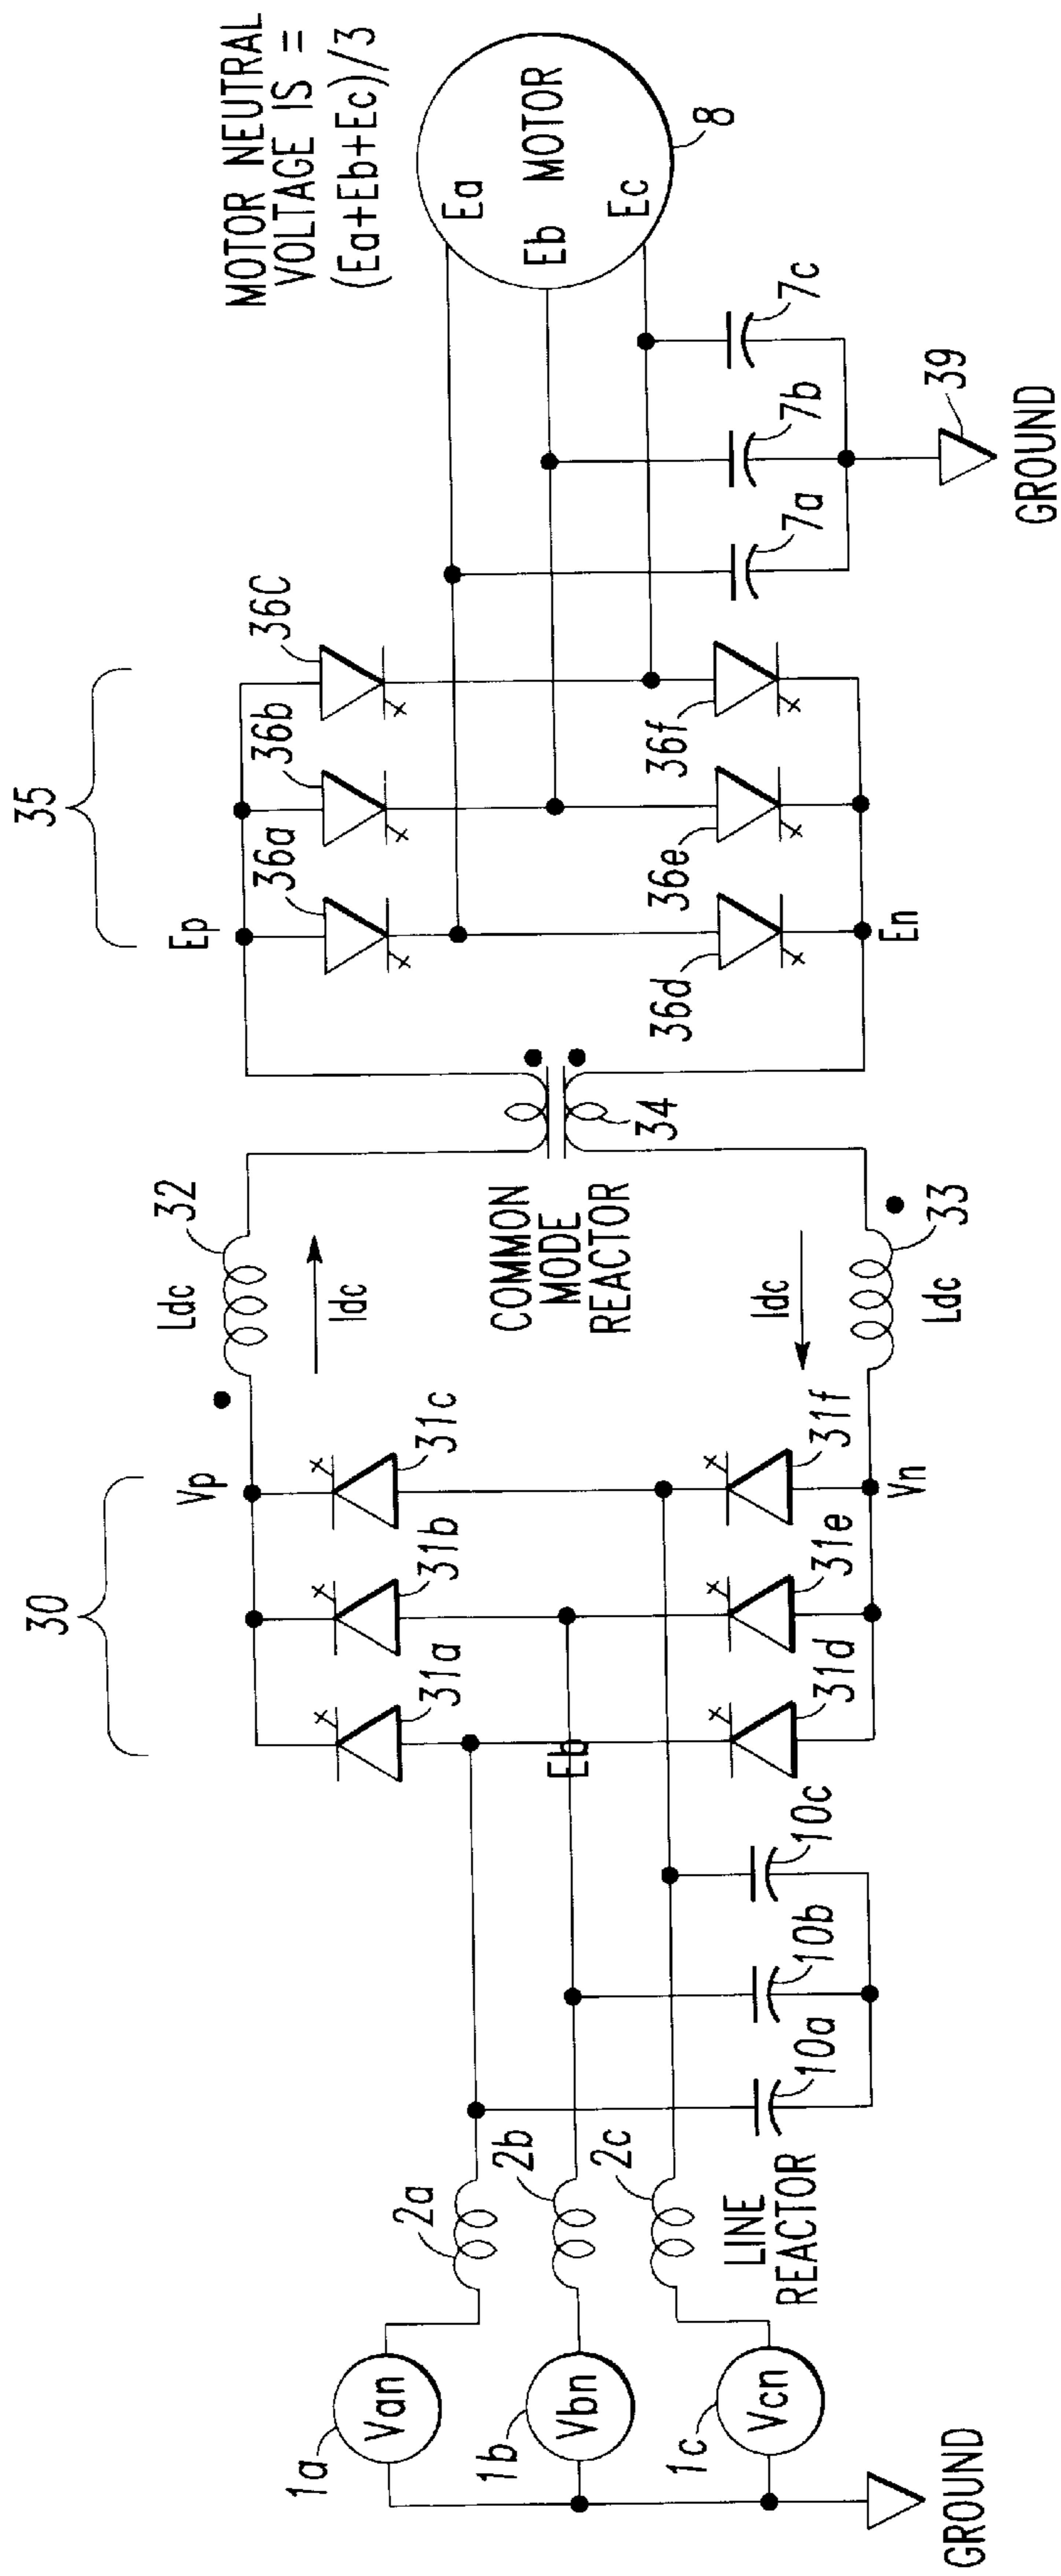 MOTOR NEUTRAL
VOLTAGE IS =
(Ea+Eb+Ec)/3
30
35
Vp
Ldc
32
Ep
36a
36b
36C
31a
31b
31c
Idc
Ea
Eb
MOTOR
Ec
8
1a
Van
2a
1b
Vbn
2b
1c
Vcn
2c
LINE
REACTOR
Eb
COMMON
MODE
REACTOR
34
10a
10b
10c
31d
31e
31f
Idc
36d
36e
36f
7a
7b
7c
Vn
Ldc
33
En
39
GROUND
GROUND